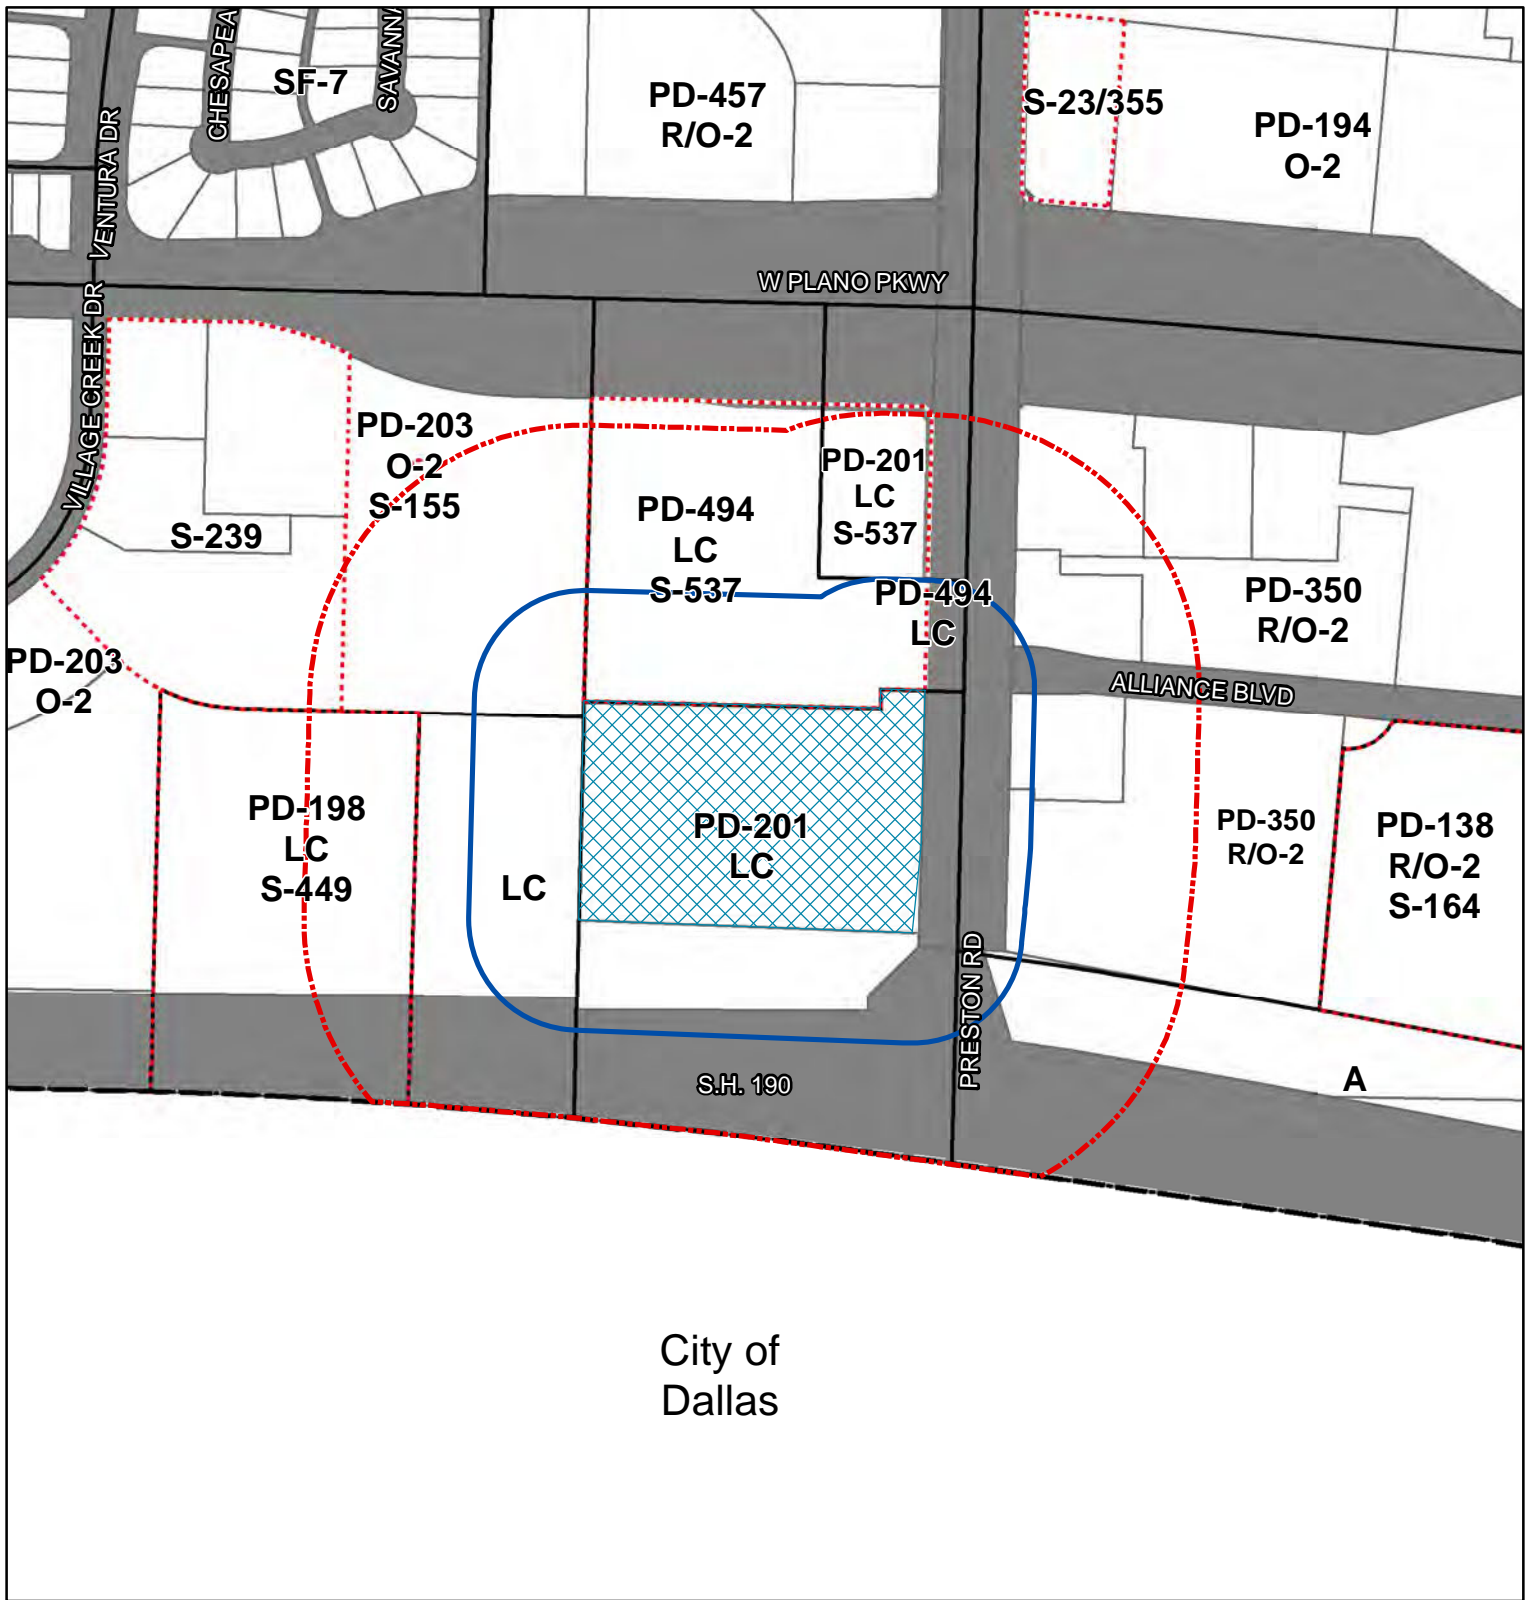 CHESAPEA
SAVANNA
SF-7
VENTURA DR
PD-457
R/O-2
S-23/355
PD-194
O-2
W PLANO PKWY
VILLAGE CREEK DR
PD-203
O-2
S-155
S-239
PD-494
LC
S-537
PD-201
LC
S-537
PD-494
LC
PD-350
R/O-2
PD-203
O-2
ALLIANCE BLVD
PD-198
LC
S-449
LC
PD-201
LC
PD-350
R/O-2
PD-138
R/O-2
S-164
PRESTON RD
S.H. 190
A
City of
Dallas